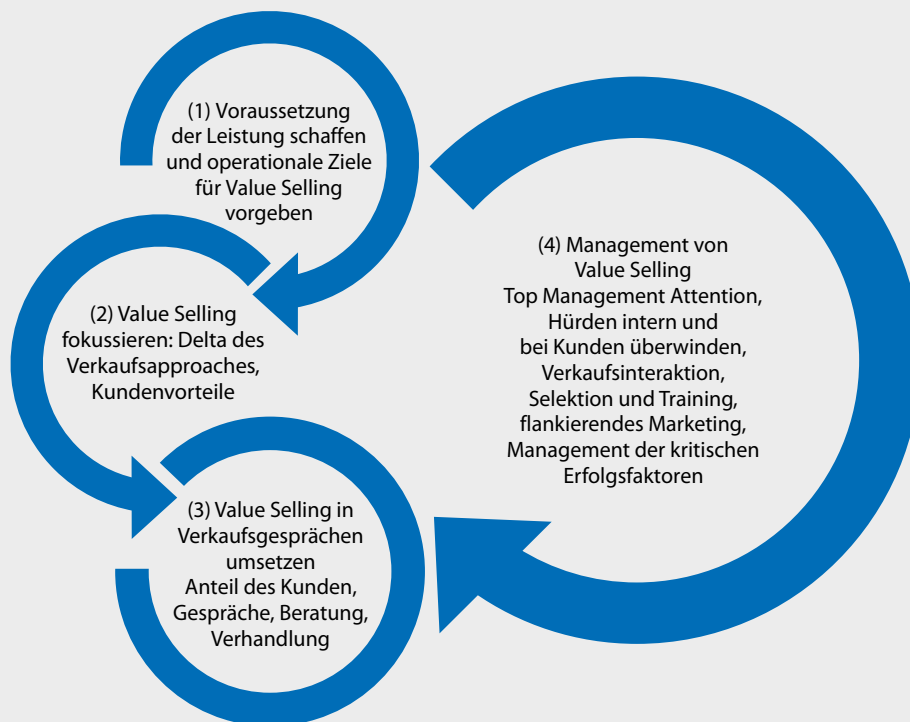 (1) Voraussetzung
der Leistung schaffen
und operationale Ziele
für Value Selling
vorgeben
(2) Value Selling
fokussieren: Delta des
Verkaufsapproaches,
Kundenvorteile
(3) Value Selling in
Verkaufsgesprächen
umsetzen
Anteil des Kunden,
Gespräche, Beratung,
Verhandlung
(4) Management von
Value Selling
Top Management Attention,
Hürden intern und
bei Kunden überwinden,
Verkaufsinteraktion,
Selektion und Training,
flankierendes Marketing,
Management der kritischen
Erfolgsfaktoren